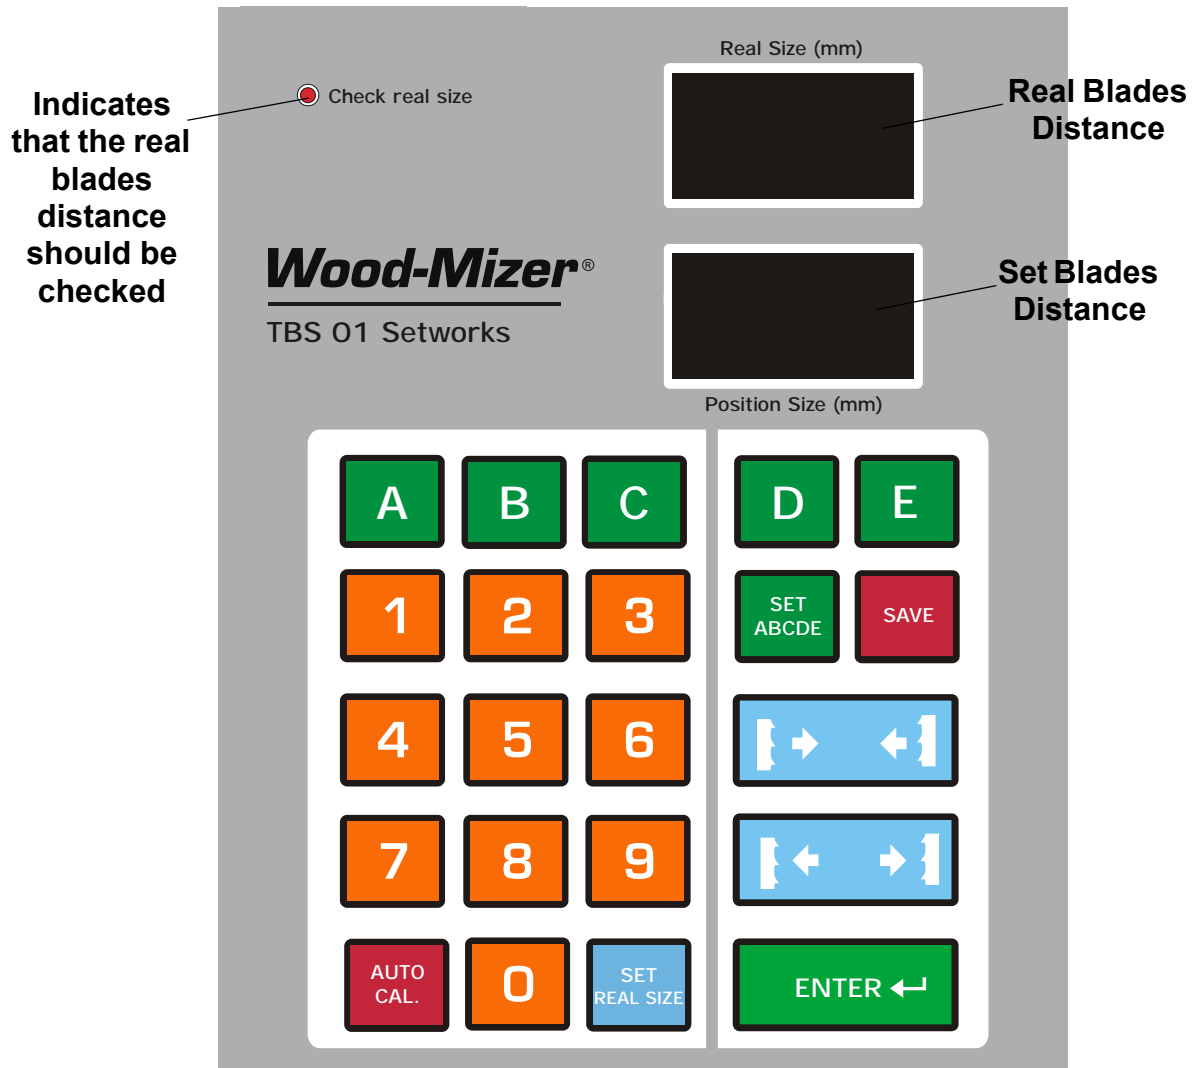 Real Size (mm)
Check real size
Indicates
that the real
blades
distance
should be
checked
Real Blades
Distance
Wood-Mizer®
TBS 01 Setworks
Set Blades
Distance
Position Size (mm)
A B C D E
1 2 3
SET
ABCDE
SAVE
4 5 6
7 8 9
AUTO
CAL.
0
SET
REAL SIZE
ENTER